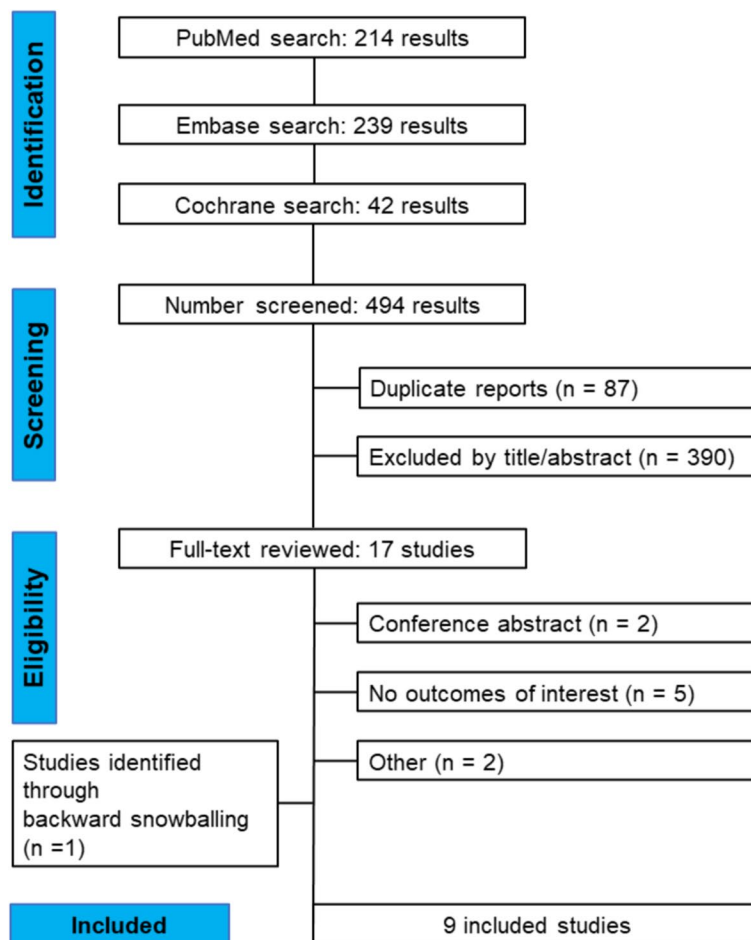 Identification
PubMed search: 214 results
Embase search: 239 results
Cochrane search: 42 results
Screening
Number screened: 494 results
Duplicate reports (n = 87)
Excluded by title/abstract (n = 390)
Eligibility
Full-text reviewed: 17 studies
Conference abstract (n = 2)
No outcomes of interest (n = 5)
Other (n = 2)
Studies identified
through
backward snowballing
(n =1)
Included
9 included studies